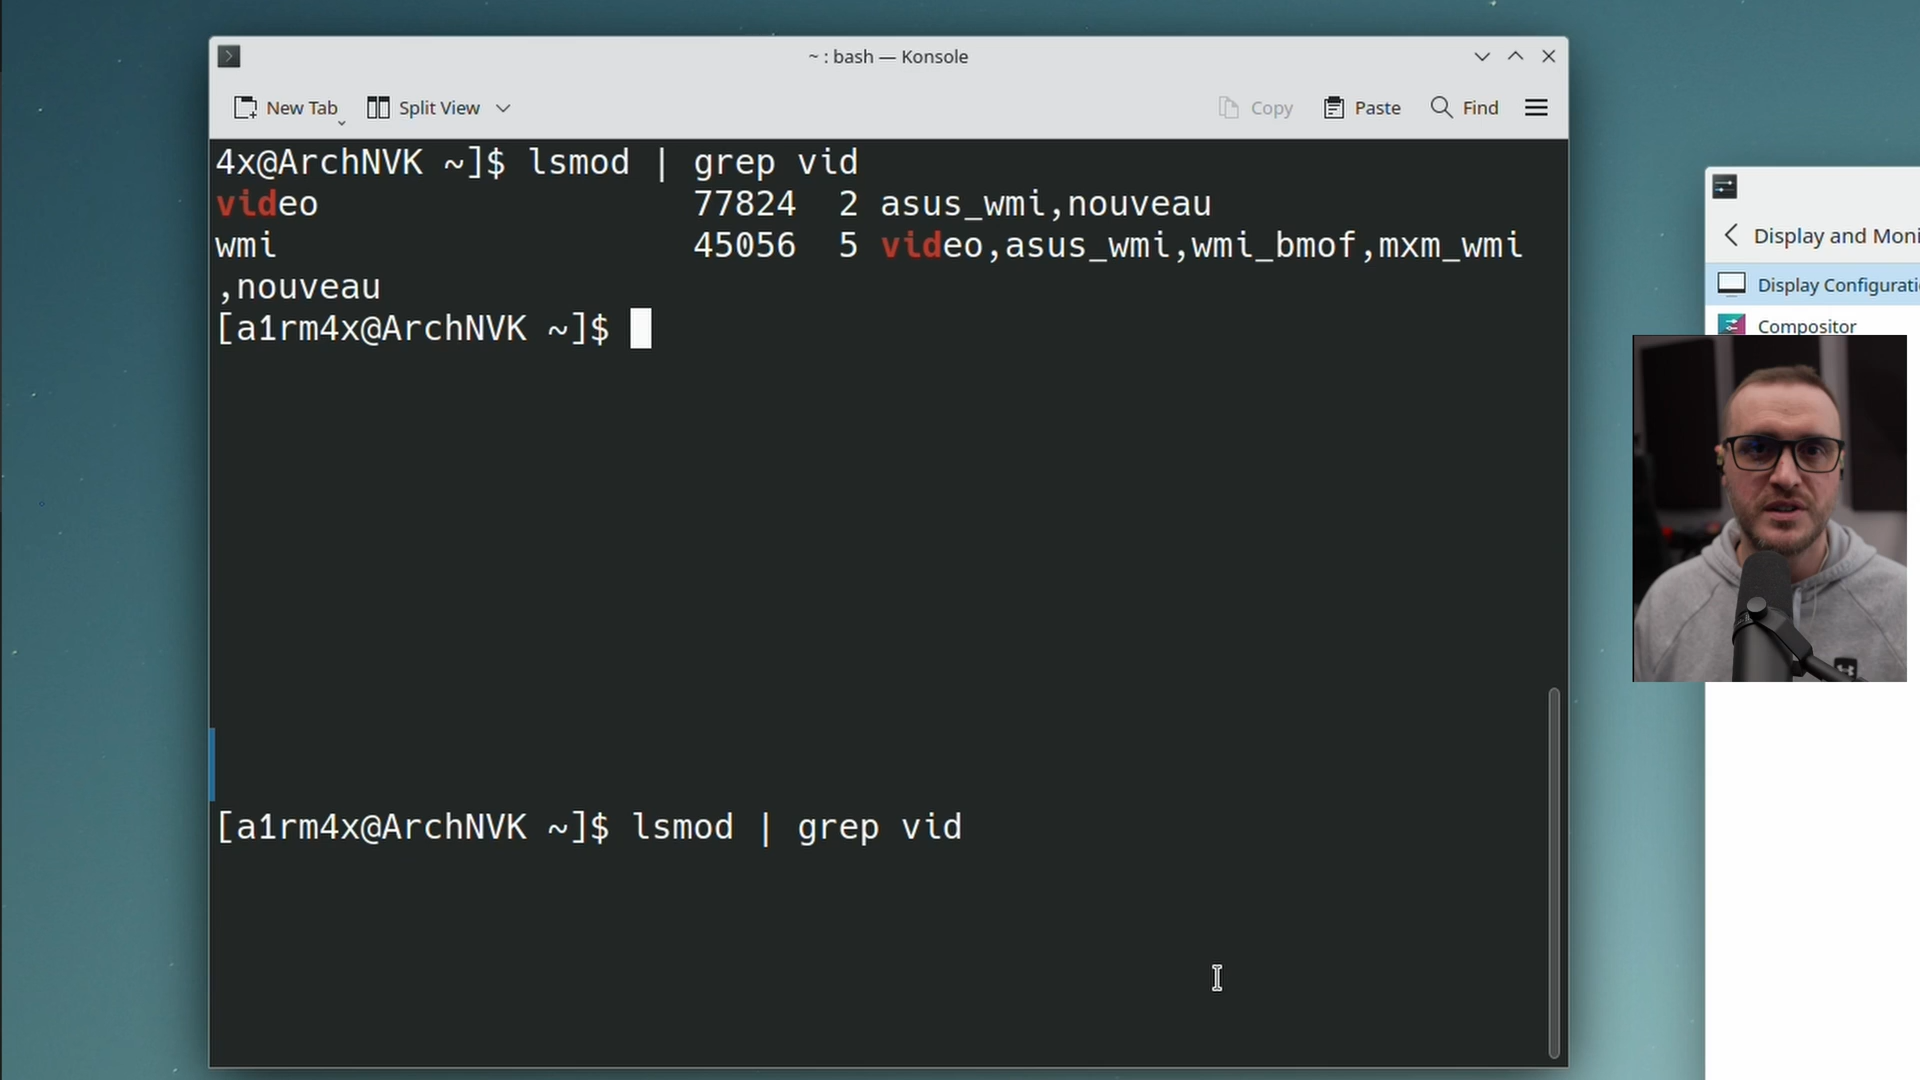 ~ : bash — Konsole
New Tab Split View Copy Paste Find
4x@ArchNVK ~]$ lsmod | grep vid
video 77824 2 asus_wmi,nouveau
wmi 45056 5 video,asus_wmi,wmi_bmof,mxm_wmi
,nouveau
[a1rm4x@ArchNVK ~]$
[a1rm4x@ArchNVK ~]$ lsmod | grep vid
Display and Moni
Display Configurati
Compositor